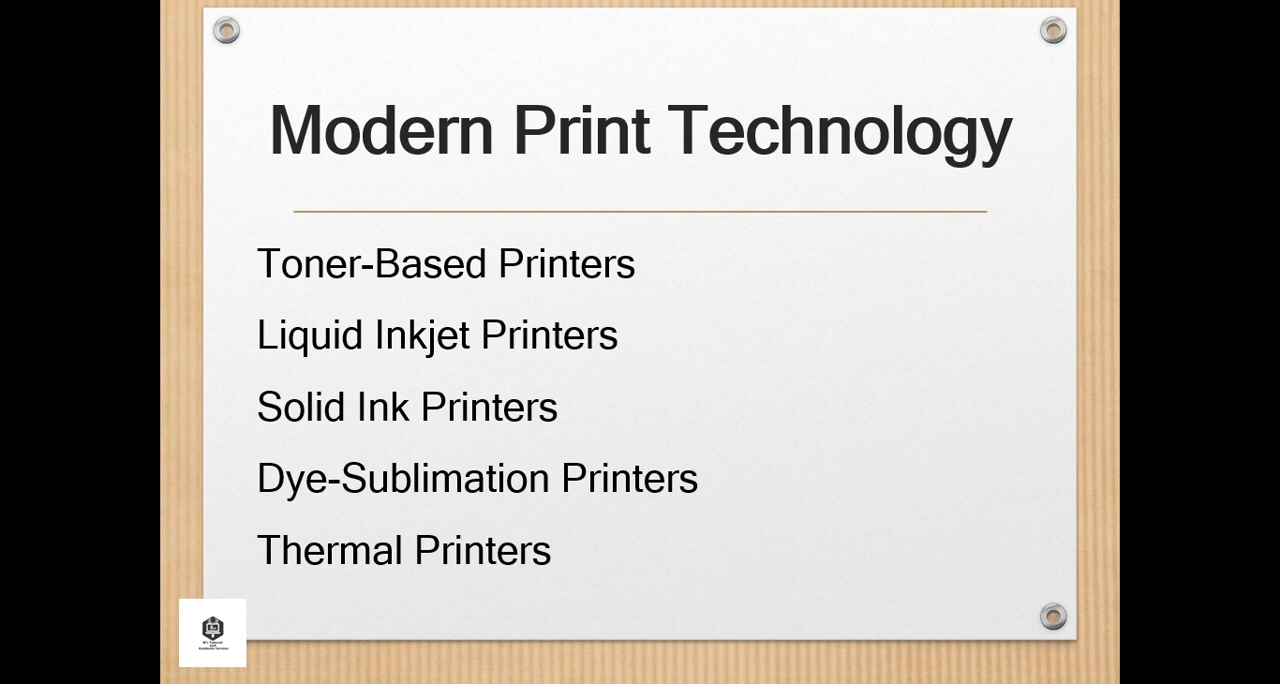 Modern Print Technology
Toner-Based Printers
Liquid Inkjet Printers
Solid Ink Printers
Dye-Sublimation Printers
Thermal Printers